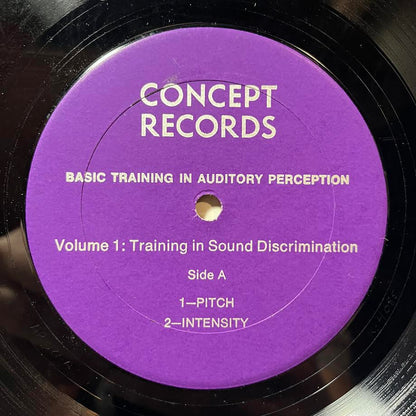 CONCEPT
RECORDS
BASIC TRAINING IN AUDITORY PERCEPTION
Volume 1: Training in Sound Discrimination
Side A
1—PITCH
2—INTENSITY